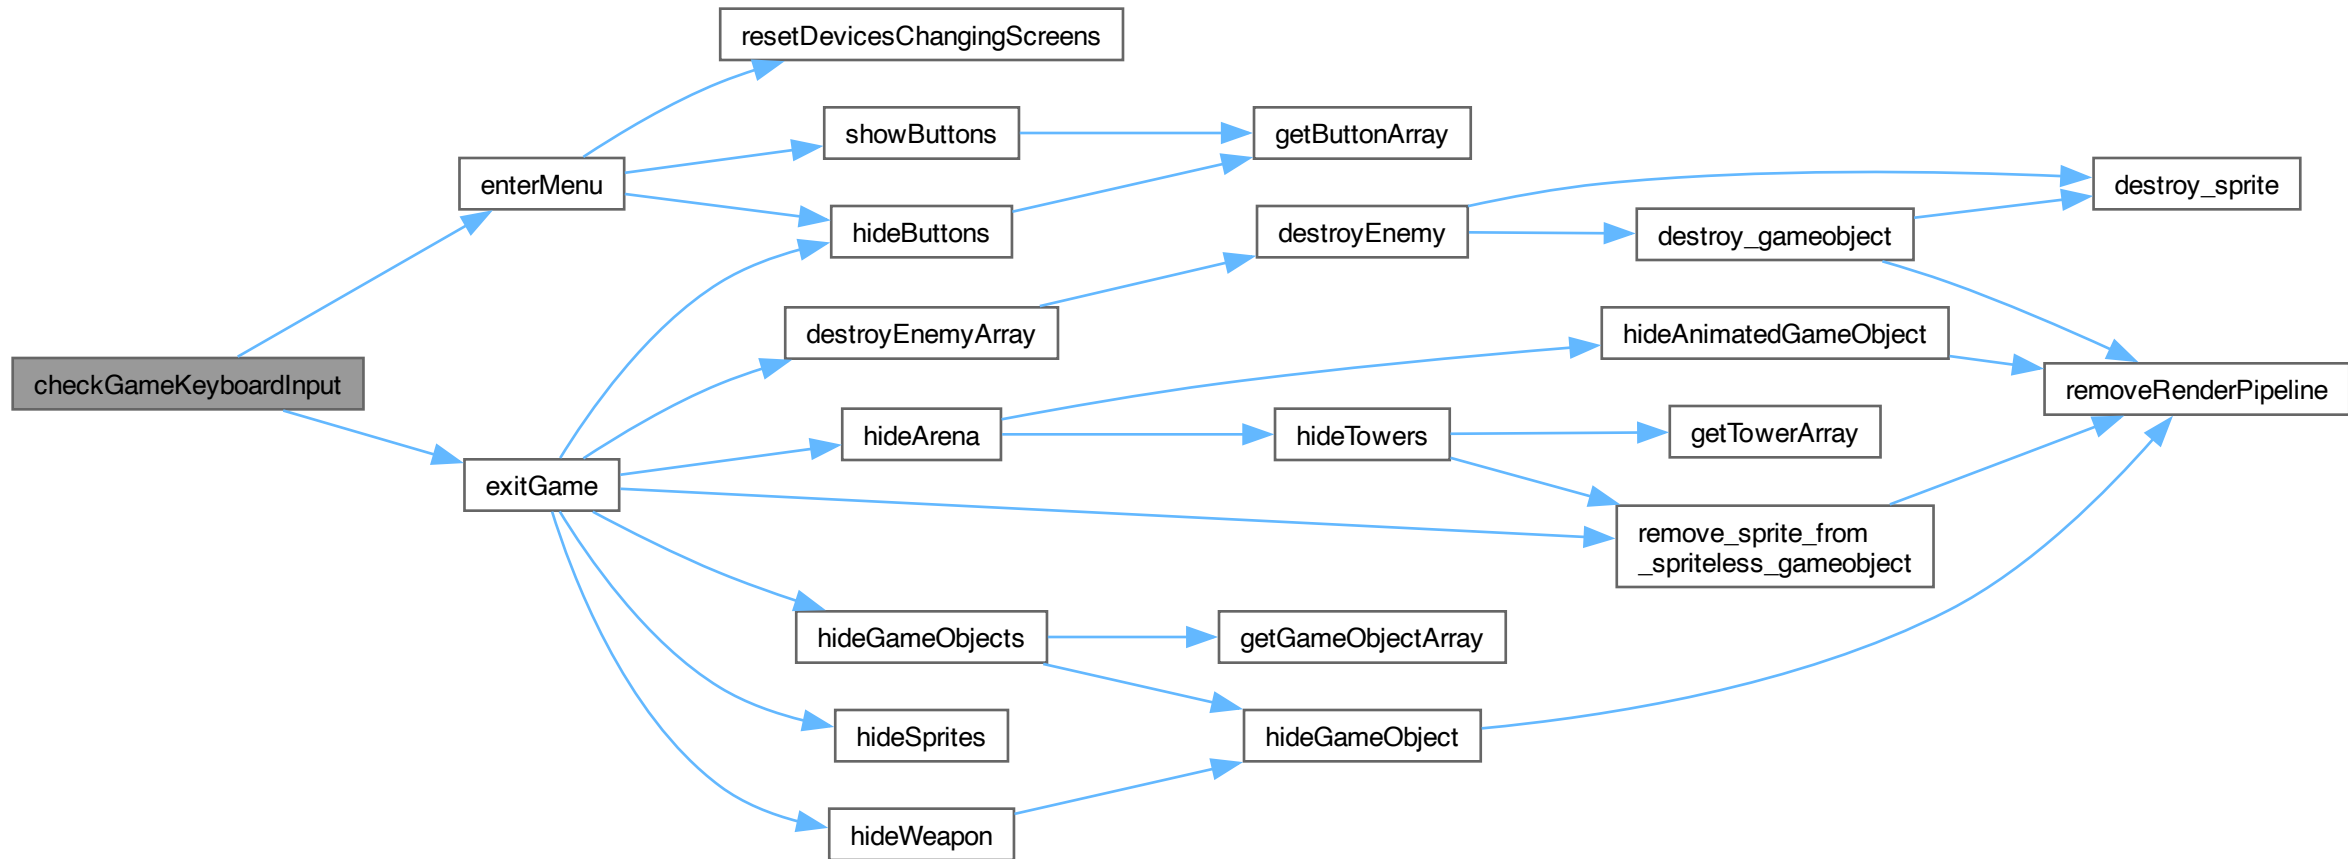 resetDevicesChangingScreens
showButtons
getButtonArray
enterMenu
destroy_sprite
hideButtons
destroyEnemy
destroy_gameobject
destroyEnemyArray
hideAnimatedGameObject
checkGameKeyboardInput
removeRenderPipeline
hideArena
hideTowers
getTowerArray
exitGame
remove_sprite_from
_spriteless_gameobject
hideGameObjects
getGameObjectArray
hideSprites
hideGameObject
hideWeapon